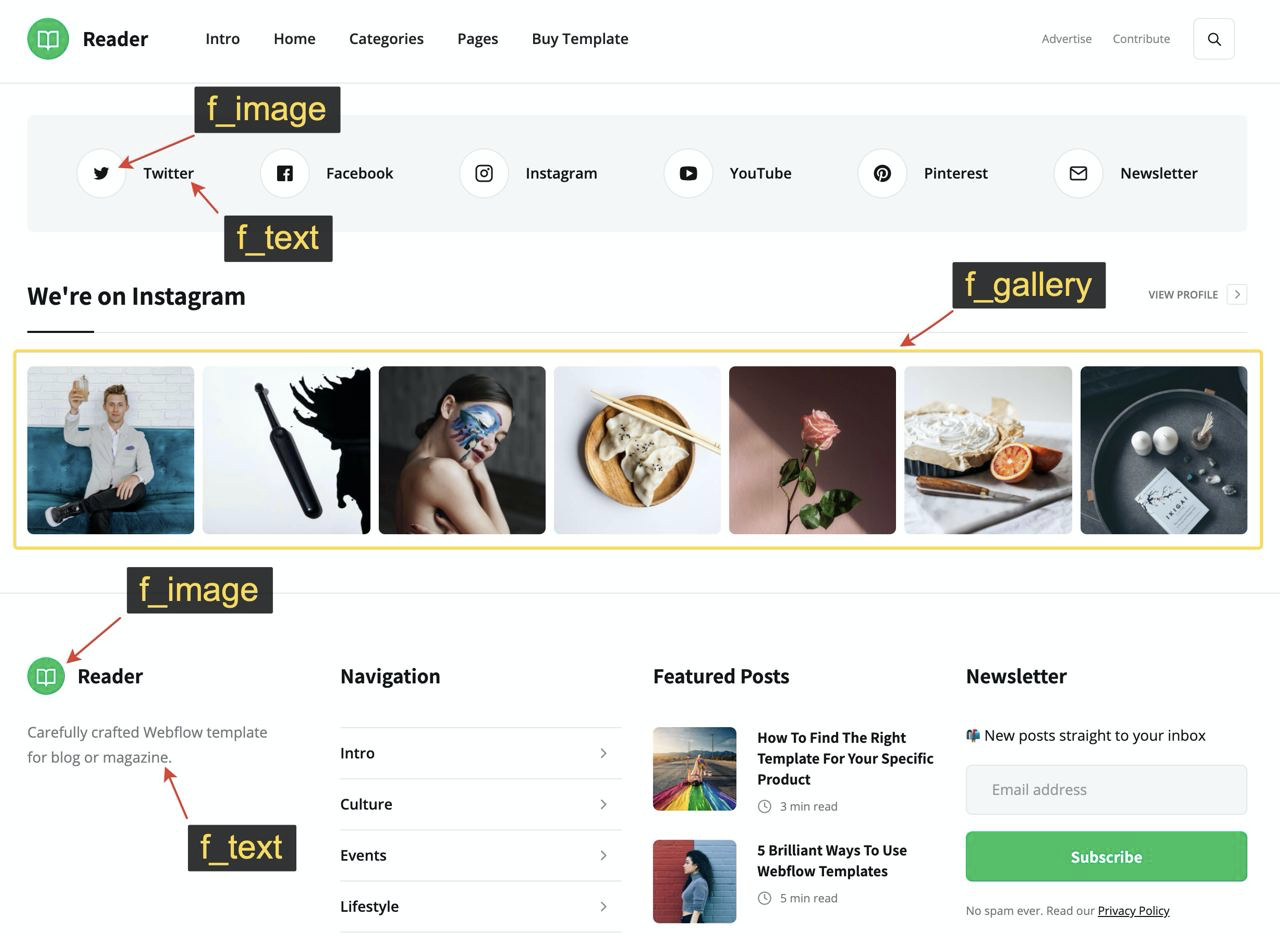 Reader
Intro
Home
Categories
Pages
Buy Template
Advertise
Contribute
f_image
Twitter
Facebook
Instagram
YouTube
Pinterest
Newsletter
f_text
We're on Instagram
f_gallery
VIEW PROFILE
IKIGAI
f_image
Reader
Carefully crafted Webflow template
for blog or magazine.
f_text
Navigation
Intro
Culture
Events
Lifestyle
Featured Posts
How To Find The Right
Template For Your Specific
Product
3 min read
5 Brilliant Ways To Use
Webflow Templates
5 min read
Newsletter
📬 New posts straight to your inbox
Email address
Subscribe
No spam ever. Read our Privacy Policy